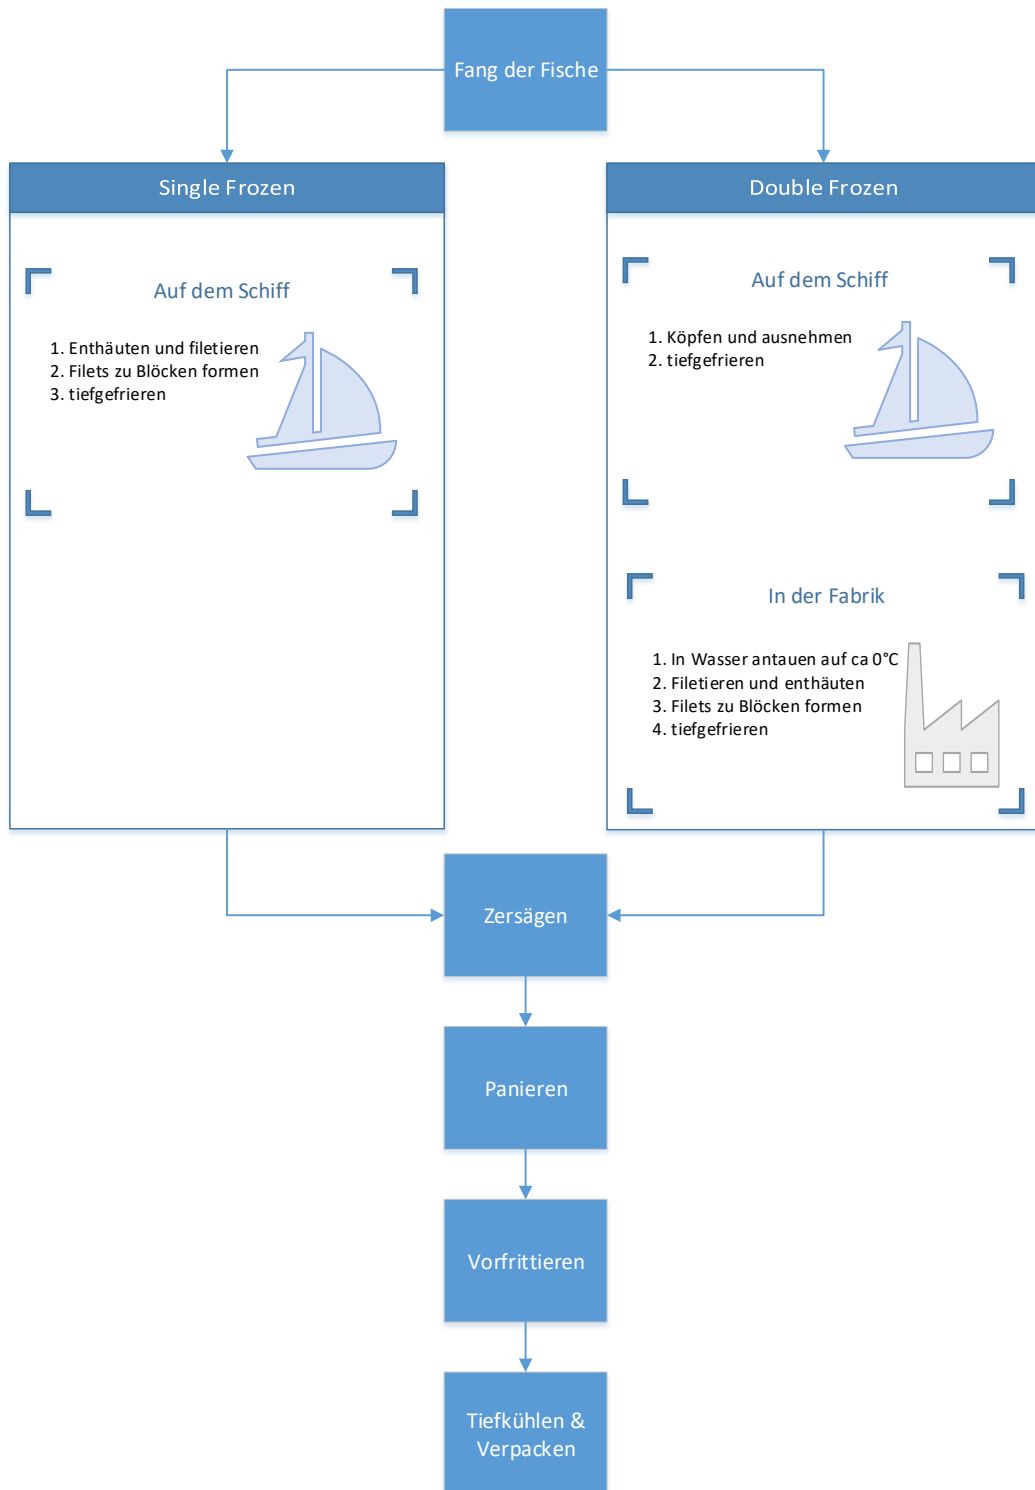 Fang der Fische
Single Frozen
Auf dem Schiff
1. Enthäuten und filetieren
2. Filets zu Blöcken formen
3. tiefgefrieren
Double Frozen
Auf dem Schiff
1. Köpfen und ausnehmen
2. tiefgefrieren
In der Fabrik
1. In Wasser antauen auf ca 0°C
2. Filetieren und enthäuten
3. Filets zu Blöcken formen
4. tiefgefrieren
Zersägen
Panieren
Vorfrittieren
Tiefkühlen &
Verpacken